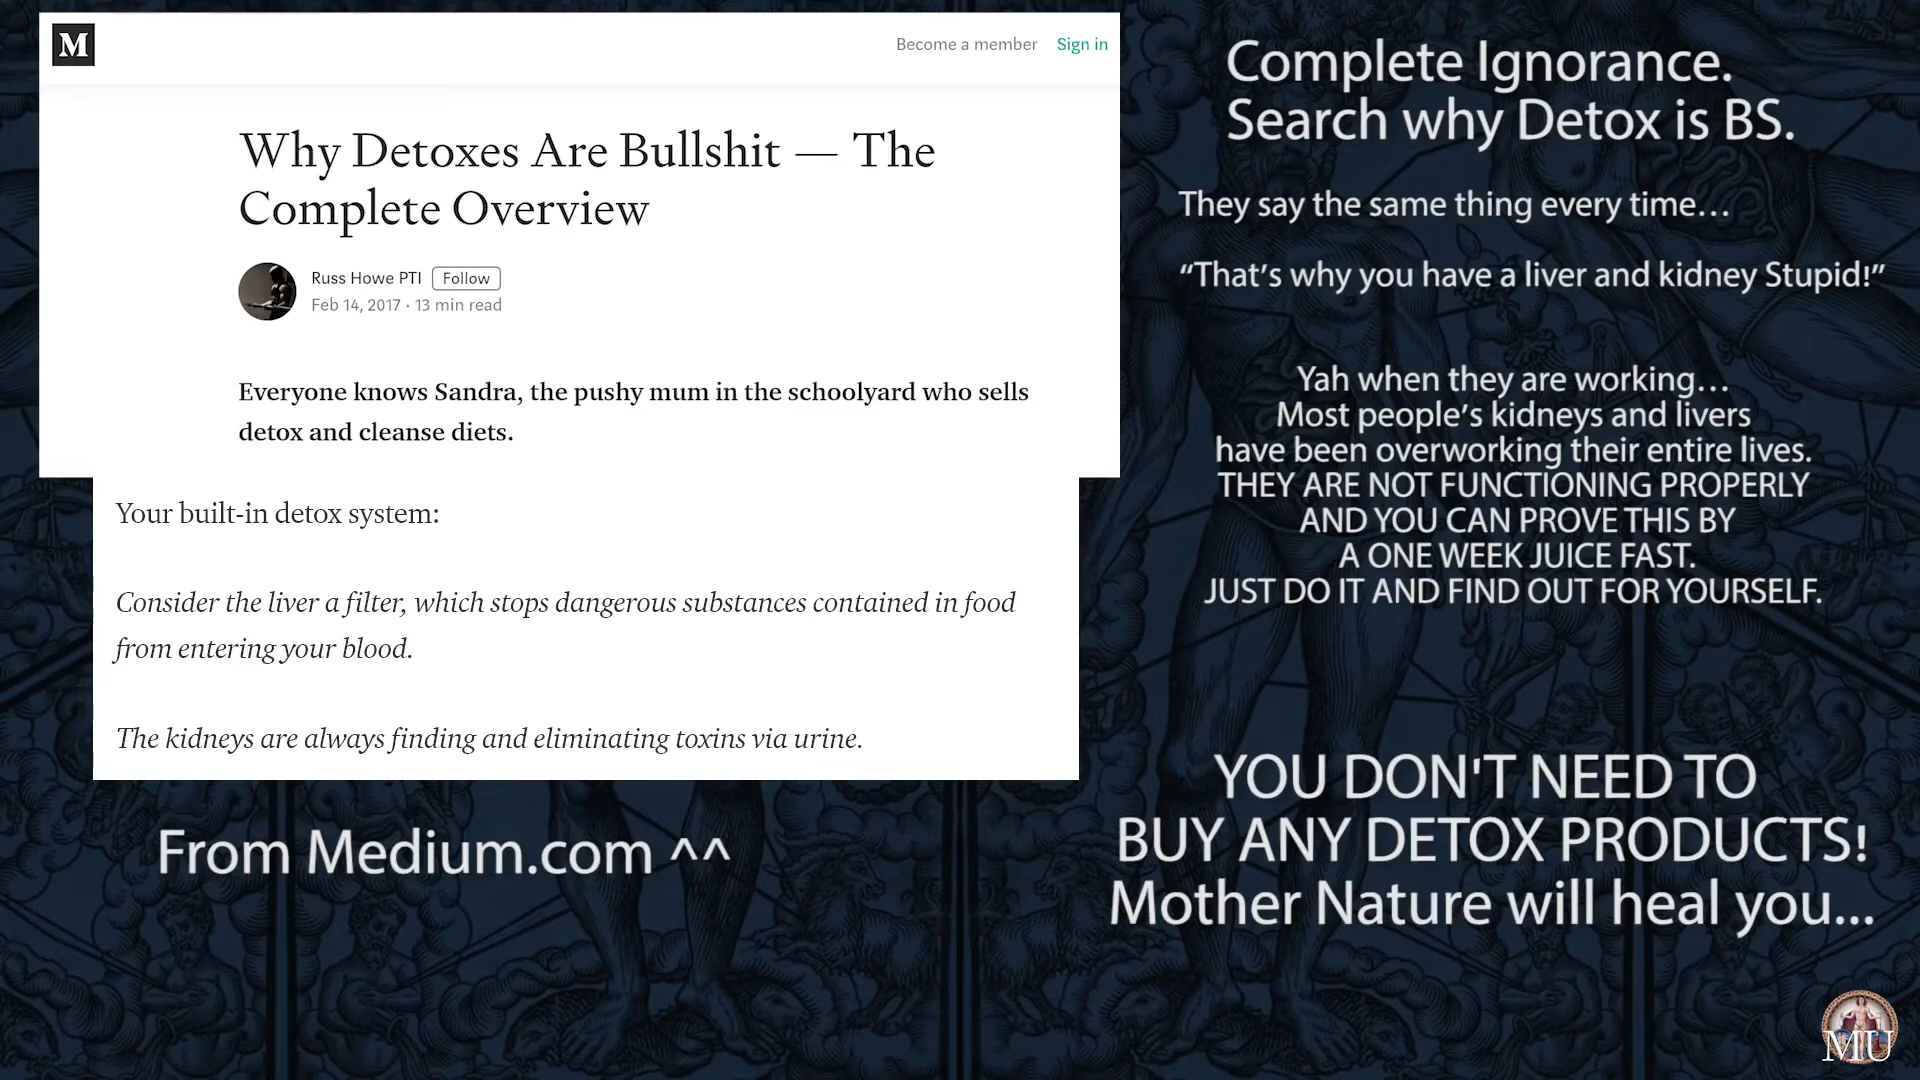 M
Become a member Sign in
Why Detoxes Are Bullshit — The
Complete Overview
Russ Howe PTI Follow
Feb 14, 2017 · 13 min read
Everyone knows Sandra, the pushy mum in the schoolyard who sells
detox and cleanse diets.
Your built-in detox system:
Consider the liver a filter, which stops dangerous substances contained in food
from entering your blood.
The kidneys are always finding and eliminating toxins via urine.
From Medium.com ^^
Complete Ignorance.
Search why Detox is BS.
They say the same thing every time…
“That’s why you have a liver and kidney Stupid!”
Yah when they are working…
Most people’s kidneys and livers
have been overworking their entire lives.
THEY ARE NOT FUNCTIONING PROPERLY
AND YOU CAN PROVE THIS BY
A ONE WEEK JUICE FAST.
JUST DO IT AND FIND OUT FOR YOURSELF.
YOU DON'T NEED TO
BUY ANY DETOX PRODUCTS!
Mother Nature will heal you...
MU